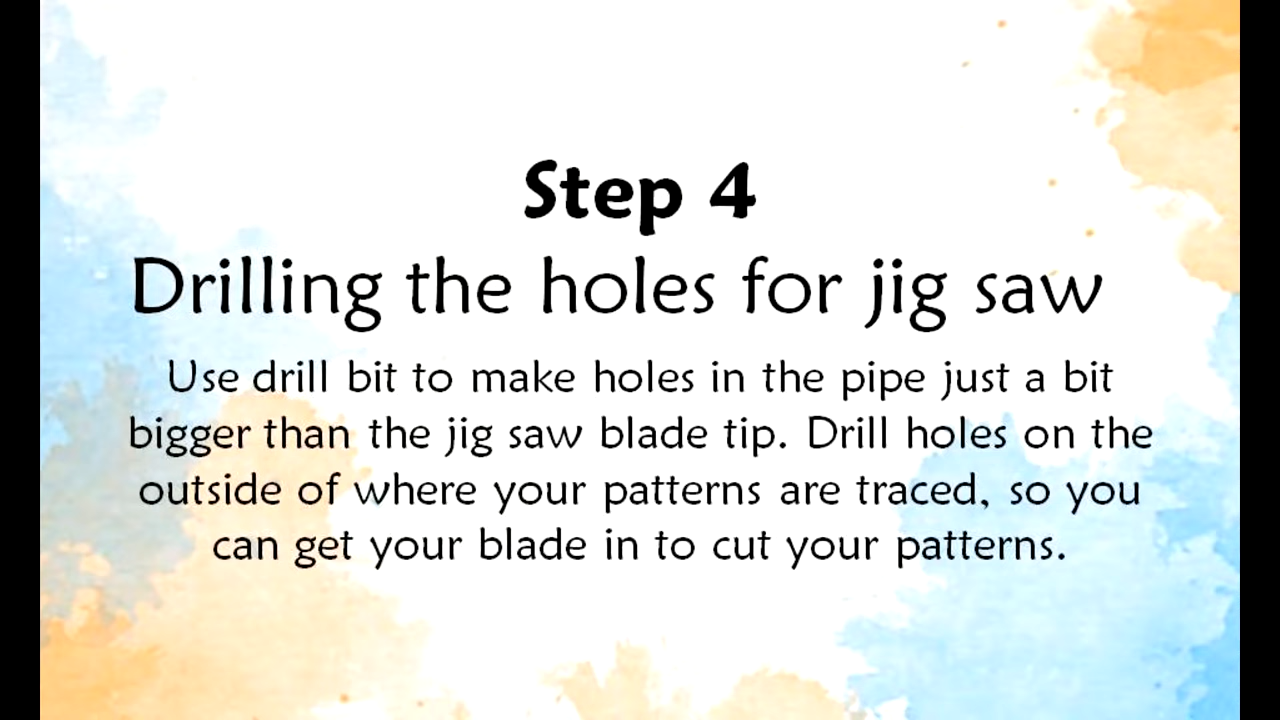 Step 4
Drilling the holes for jig saw
Use drill bit to make holes in the pipe just a bit
bigger than the jig saw blade tip. Drill holes on the
outside of where your patterns are traced, so you
can get your blade in to cut your patterns.